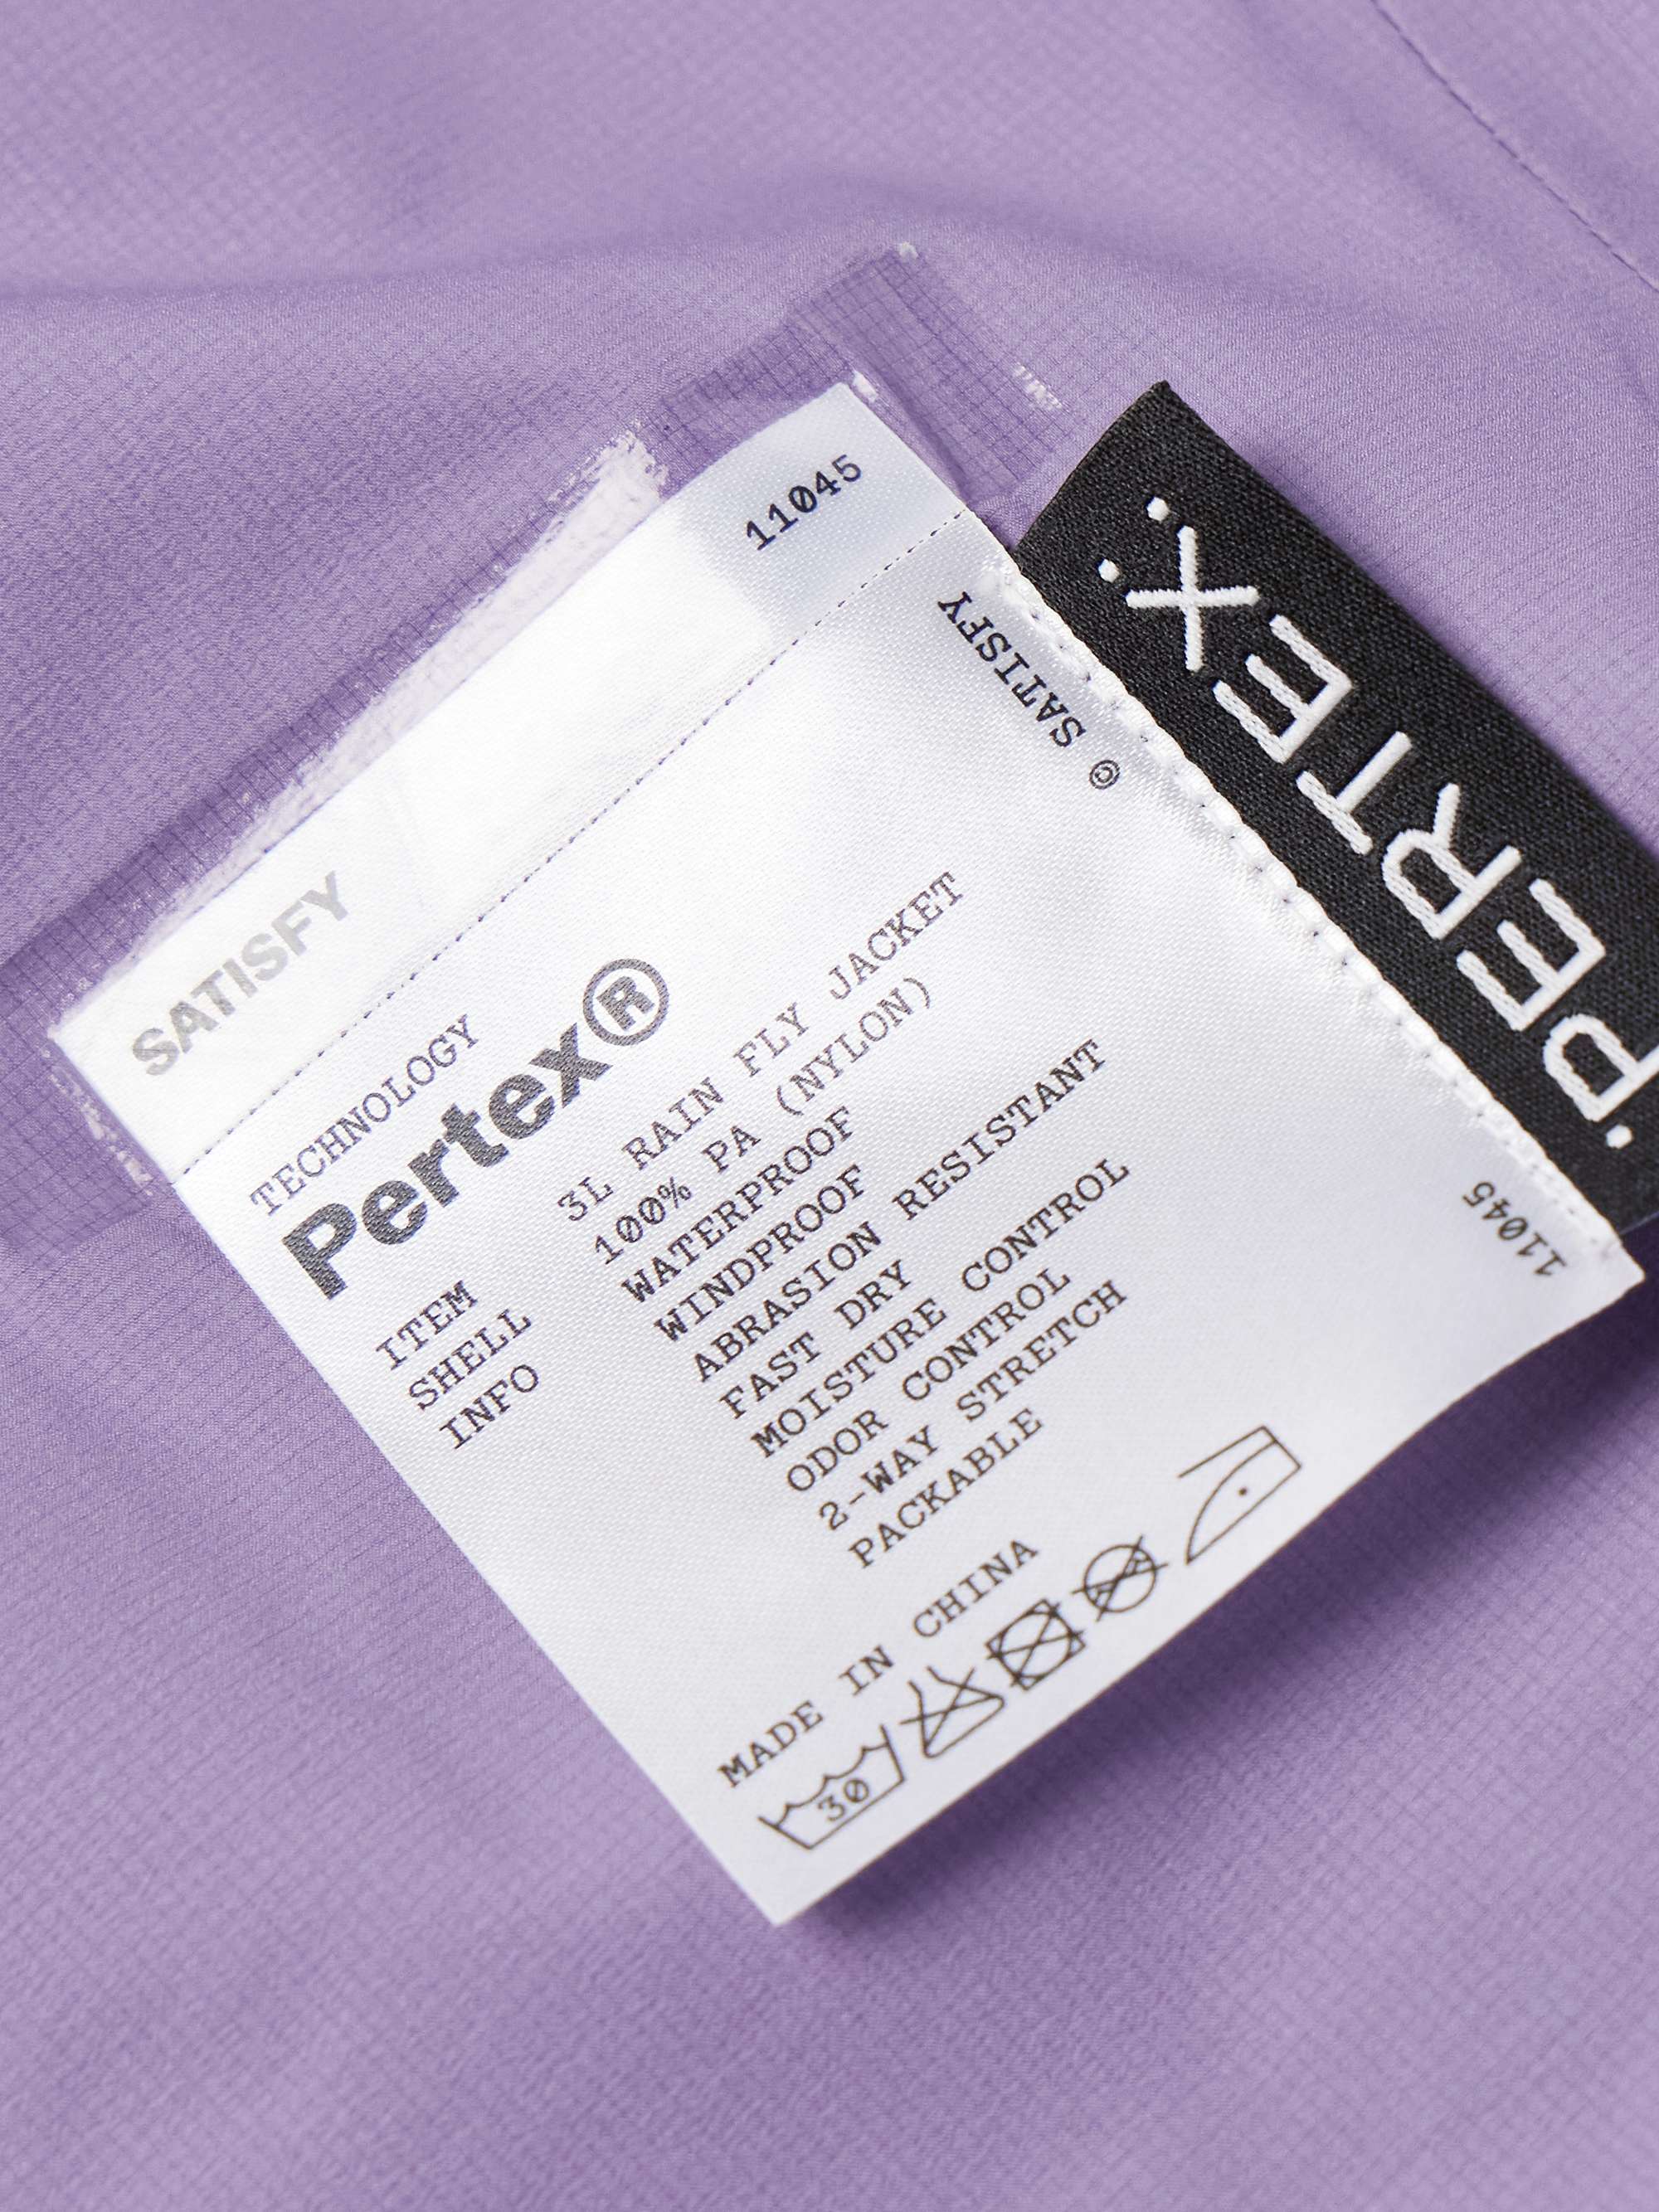 11045
SATISFY
© SATISFY
TECHNOLOGY
Pertex®
ITEM 3L RAIN FLY JACKET
SHELL 100% PA (NYLON)
INFO WATERPROOF
WINDPROOF
ABRASION RESISTANT
FAST DRY
MOISTURE CONTROL
ODOR CONTROL
2-WAY STRETCH
PACKABLE
MADE IN CHINA
30
11045
PERTEX